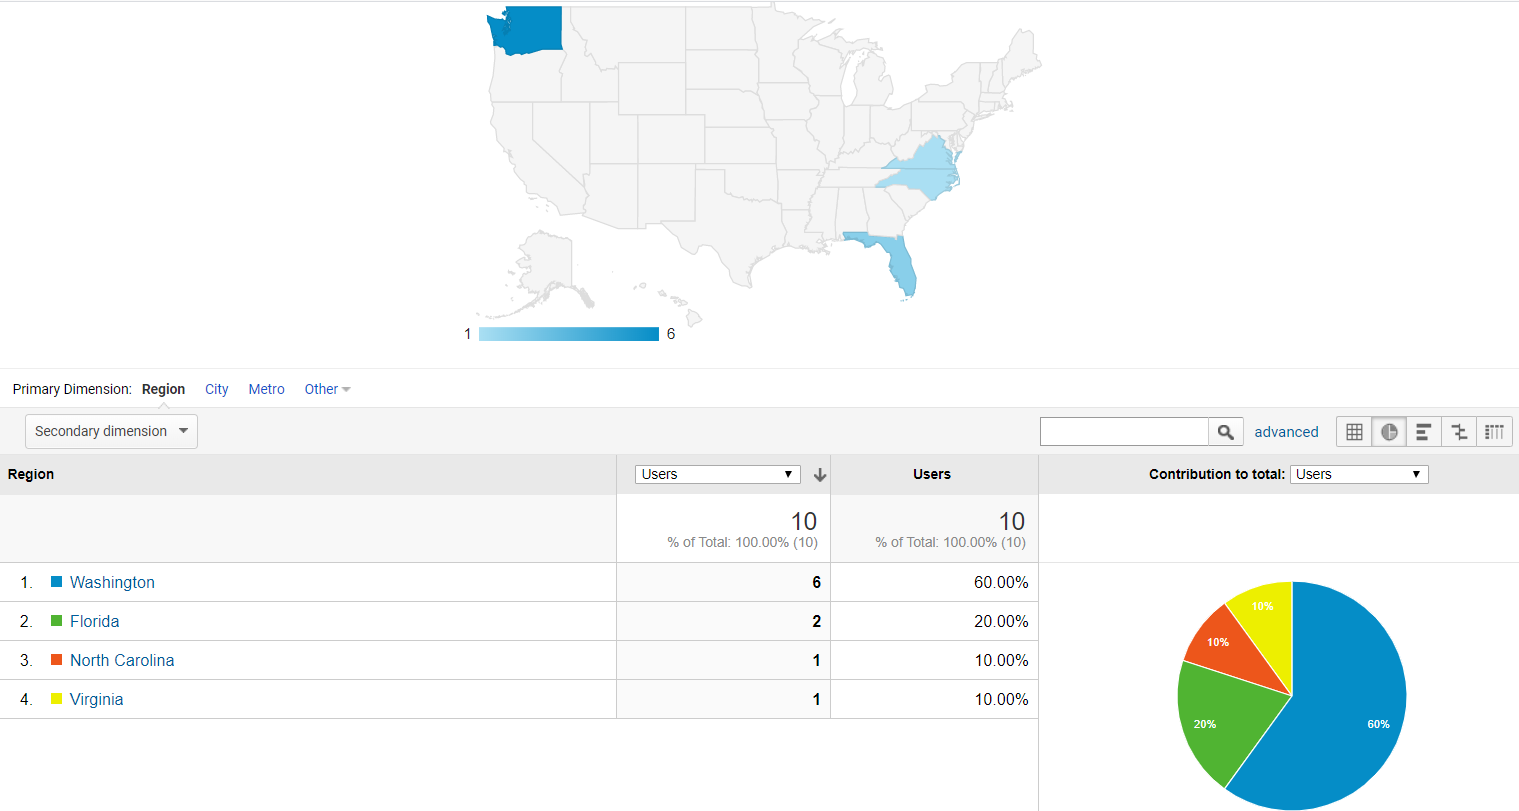 1 6
Primary Dimension: Region City Metro Other
Secondary dimension advanced
Region Users Users Contribution to total: Users
10 10
% of Total: 100.00% (10) % of Total: 100.00% (10)
1. Washington 6 60.00%
2. Florida 2 20.00%
3. North Carolina 1 10.00%
4. Virginia 1 10.00%
10%
10%
20%
60%